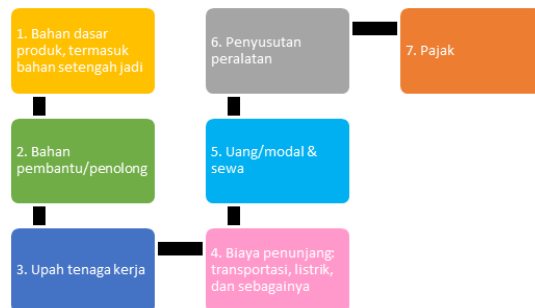 1. Bahan dasar
produk, termasuk
bahan setengah jadi
2. Bahan
pembantu/penolong
3. Upah tenaga kerja
4. Biaya penunjang:
transportasi, listrik,
dan sebagainya
5. Uang/modal &
sewa
6. Penyusutan
peralatan
7. Pajak